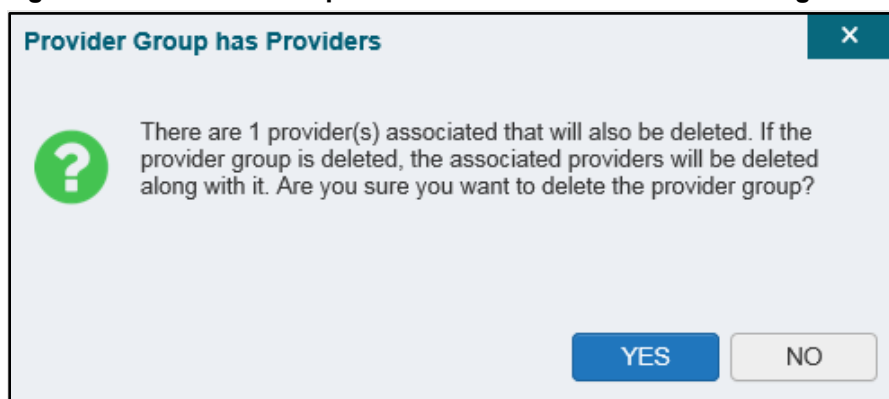 Provider Group has Providers
There are 1 provider(s) associated that will also be deleted. If the
provider group is deleted, the associated providers will be deleted
along with it. Are you sure you want to delete the provider group?
YES
NO